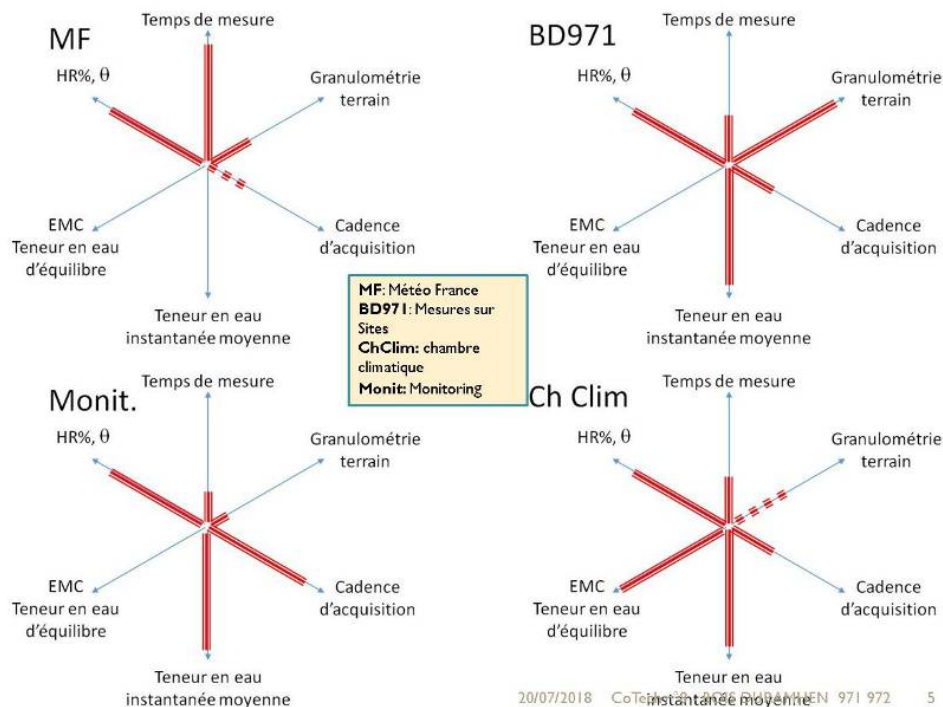 MF
Temps de mesure
HR%, θ
Granulométrie
terrain
EMC
Teneur en eau
d'équilibre
Cadence
d'acquisition
Teneur en eau
instantanée moyenne
BD971
Temps de mesure
HR%, θ
Granulométrie
terrain
EMC
Teneur en eau
d'équilibre
Cadence
d'acquisition
Teneur en eau
instantanée moyenne
MF: Météo France
BD971: Mesures sur
Sites
ChClim: chambre
climatique
Monit: Monitoring
Monit.
Temps de mesure
HR%, θ
Granulométrie
terrain
EMC
Teneur en eau
d'équilibre
Cadence
d'acquisition
Teneur en eau
instantanée moyenne
Ch Clim
Temps de mesure
HR%, θ
Granulométrie
terrain
EMC
Teneur en eau
d'équilibre
Cadence
d'acquisition
Teneur en eau
instantanée moyenne
20/07/2018 971 972 5